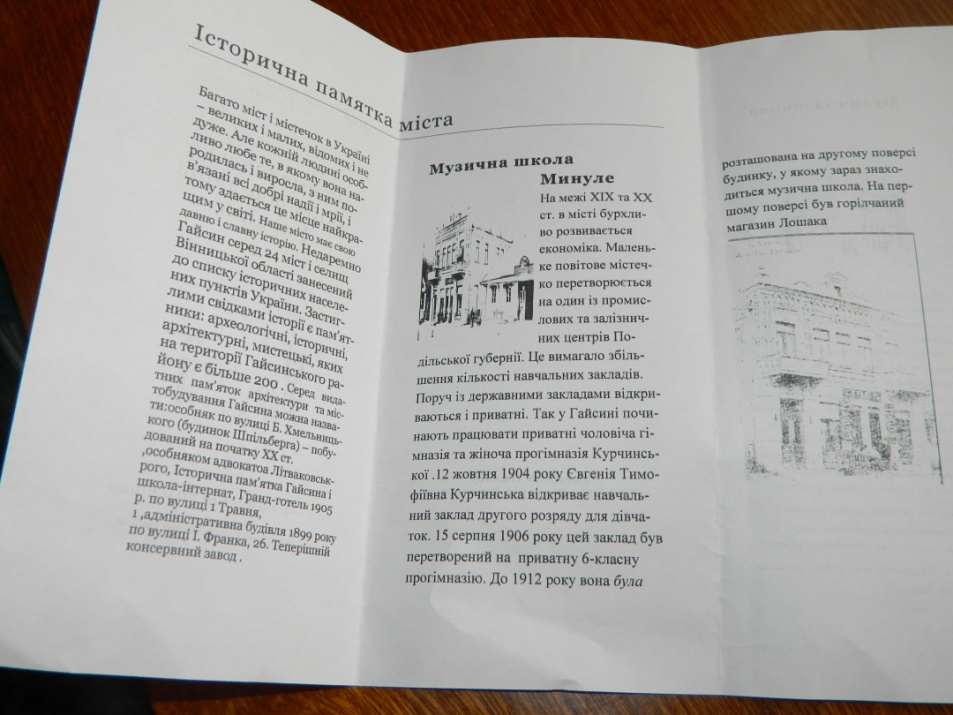 Історична памятка міста
Багато міст і містечок в Україні
– великих і малих, відомих і не
дуже. Але кожній людині особ-
ливо любе те, в якому вона на-
родилась і виросла, з ним по-
в'язані всі добрі надії і мрії, і
тому здається це місце найкра-
щим у світі. Наше місто має свою
давню і славну історію. Недаремно
Гайсин серед 24 міст і селищ
Вінницької області занесений
до списку історичних населе-
них пунктів України. Застиг-
лими свідками історії є пам'ят-
ники: археологічні, історичні,
архітектурні, мистецькі, яких
на території Гайсинського ра-
йону є більше 200 . Серед вида-
тних пам'яток архітектури та міс-
тобудування Гайсина можна назва-
ти:особняк по вулиці Б. Хмельниць-
кого (будинок Шпільберга) – побу-
дований на початку ХХ ст.
,особняком адвокатоа Літваковсь-
рого, Історична пам'ятка Гайсина і
школа-інтернат, Гранд-готель 1905
р. по вулиці 1 Травня,
1 ,адміністративна будівля 1899 року
по вулиці І. Франка, 26. Теперішній
консервний завод .
Музична школа
Минуле
На межі ХІХ та ХХ
ст. в місті бурхли-
во розвивається
економіка. Малень-
ке повітове містеч-
ко перетворюється
на один із промис-
лових та залізнич-
них центрів По-
дільської губернії. Це вимагало збіль-
шення кількості навчальних закладів.
Поруч із державними закладами відкри-
ваються і приватні. Так у Гайсині почи-
нають працювати приватні чоловіча гі-
мназія та жіноча прогімназія Курчинсь-
кої .12 жовтня 1904 року Євгенія Тимо-
фіївна Курчинська відкриває навчаль-
ний заклад другого розряду для дівча-
ток. 15 серпня 1906 року цей заклад був
перетворений на приватну 6-класну
прогімназію. До 1912 року вона була
розташована на другому поверсі
будинку, у якому зараз знахо-
диться музична школа. На пер-
шому поверсі був горілчаний
магазин Лошака